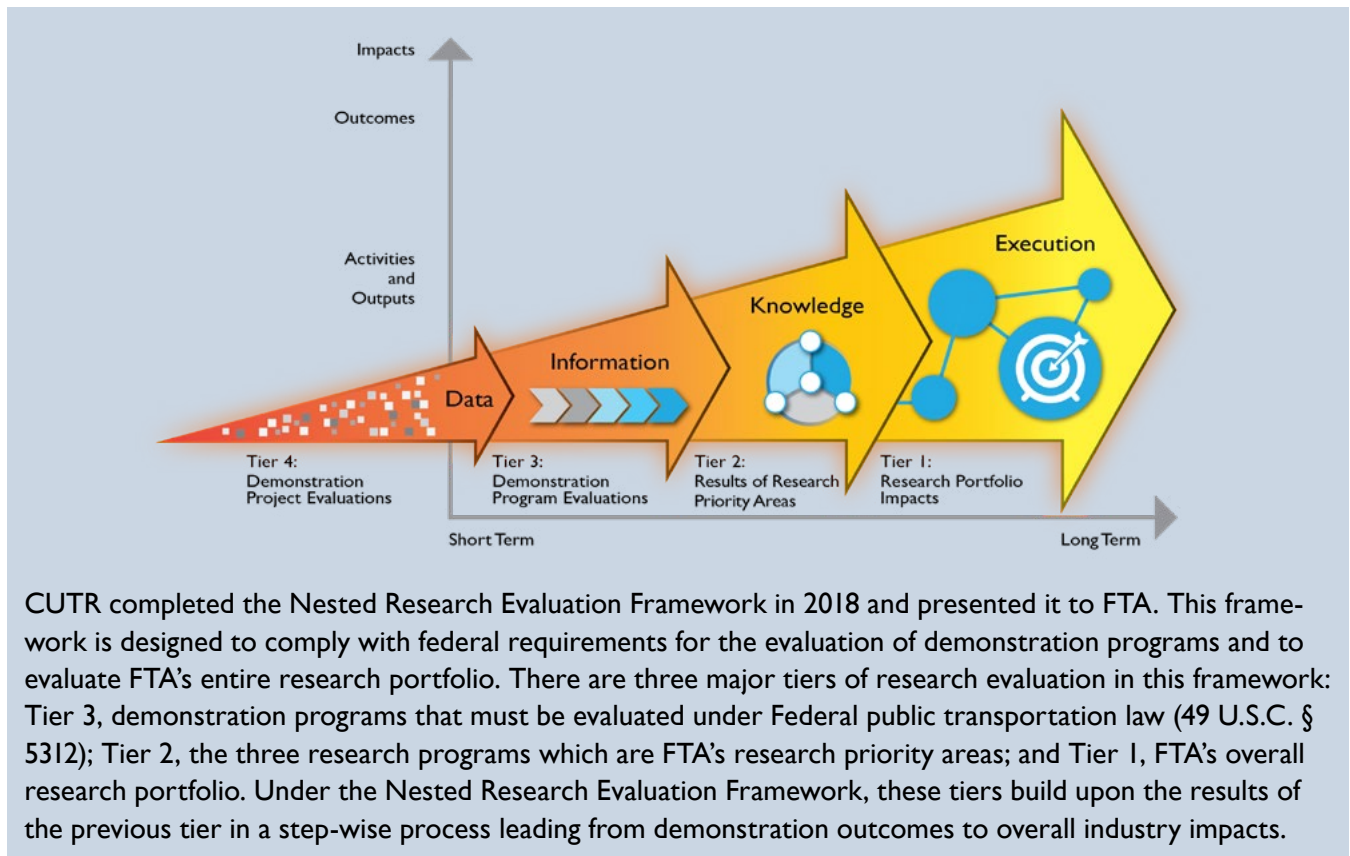 Impacts
Outcomes
Activities
and
Outputs
Execution
Knowledge
Information
Data
Tier 4:
Demonstration
Project Evaluations
Tier 3:
Demonstration
Program Evaluations
Tier 2:
Results of Research
Priority Areas
Tier 1:
Research Portfolio
Impacts
Short Term
Long Term
CUTR completed the Nested Research Evaluation Framework in 2018 and presented it to FTA. This frame-
work is designed to comply with federal requirements for the evaluation of demonstration programs and to
evaluate FTA's entire research portfolio. There are three major tiers of research evaluation in this framework:
Tier 3, demonstration programs that must be evaluated under Federal public transportation law (49 U.S.C. §
5312); Tier 2, the three research programs which are FTA's research priority areas; and Tier 1, FTA's overall
research portfolio. Under the Nested Research Evaluation Framework, these tiers build upon the results of
the previous tier in a step-wise process leading from demonstration outcomes to overall industry impacts.